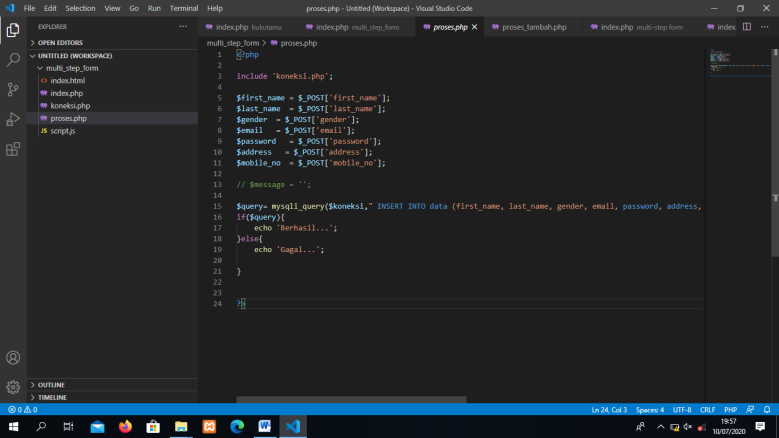 File Edit Selection View Go Run Terminal Help
proses.php - Untitled (Workspace) - Visual Studio Code
EXPLORER
index.php bukutamu
index.php multi_step_form
proses.php
proses_tambah.php
index.php multi-step form
index.
OPEN EDITORS
UNTITLED (WORKSPACE)
multi_step_form
index.html
index.php
koneksi.php
proses.php
JS script.js
OUTLINE
TIMELINE
multi_step_form > proses.php
1 <?php
2
3 include 'koneksi.php';
4
5 $first_name = $_POST['first_name'];
6 $last_name = $_POST['last_name'];
7 $gender = $_POST['gender'];
8 $email = $_POST['email'];
9 $password = $_POST['password'];
10 $address = $_POST['address'];
11 $mobile_no = $_POST['mobile_no'];
12
13 // $message = '';
14
15 $query= mysqli_query($koneksi," INSERT INTO data (first_name, last_name, gender, email, password, address,
16 if($query){
17 echo 'Berhasil...';
18 }else{
19 echo 'Gagal...';
20
21 }
22
23
24 ?>
0 0
Ln 24, Col 3 Spaces: 4 UTF-8 CRLF PHP
19:57
10/07/2020